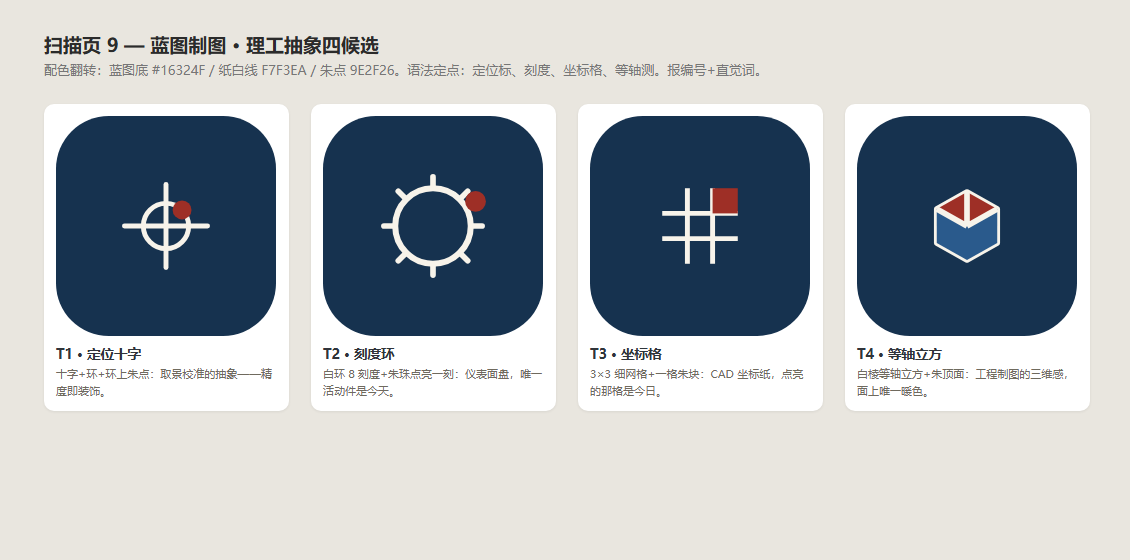 扫描页 9 — 蓝图制图 • 理工抽象四候选
配色翻转：蓝图底 #16324F / 纸白线 F7F3EA / 朱点 9E2F26。语法定点：定位标、刻度、坐标格、等轴测。报编号+直觉词。
T1 • 定位十字
十字+环+环上朱点：取景校准的抽象——精
度即装饰。
T2 • 刻度环
白环 8 刻度+朱珠点亮一刻：仪表面盘，唯一
活动件是今天。
T3 • 坐标格
3×3 细网格+一格朱块：CAD 坐标纸，点亮
的那格是今日。
T4 • 等轴立方
白棱等轴立方+朱顶面：工程制图的三维感，
面上唯一暖色。